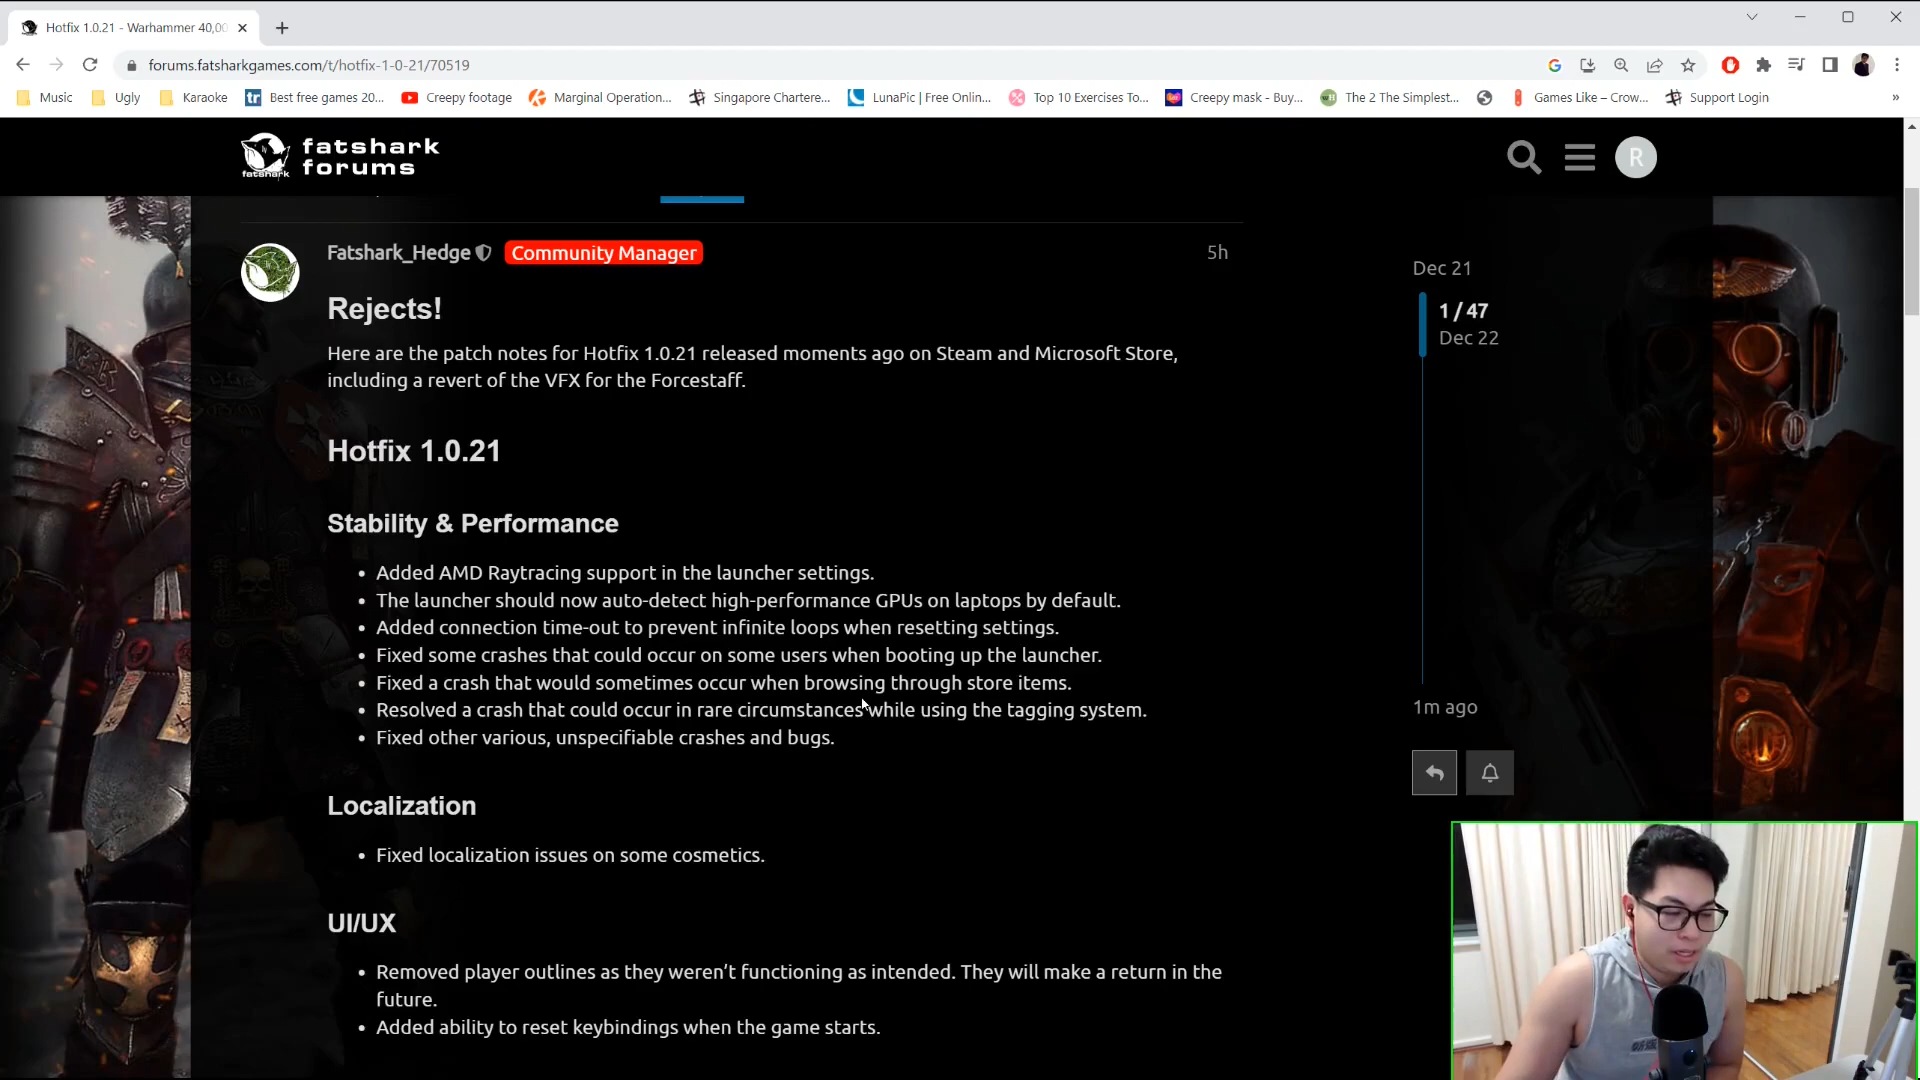 Hotfix 1.0.21 - Warhammer 40,00
forums.fatsharkgames.com/t/hotfix-1-0-21/70519
Music
Ugly
Karaoke
tr
Best free games 20...
Creepy footage
Marginal Operation...
Singapore Chartere...
LunaPic | Free Onlin...
Top 10 Exercises To...
Creepy mask - Buy...
The 2 The Simplest...
Games Like – Crow...
Support Login
»
fatshark
fatshark
forums
R
Fatshark_Hedge
Community Manager
5h
Rejects!
Here are the patch notes for Hotfix 1.0.21 released moments ago on Steam and Microsoft Store,
including a revert of the VFX for the Forcestaff.
Hotfix 1.0.21
Stability & Performance
• Added AMD Raytracing support in the launcher settings.
• The launcher should now auto-detect high-performance GPUs on laptops by default.
• Added connection time-out to prevent infinite loops when resetting settings.
• Fixed some crashes that could occur on some users when booting up the launcher.
• Fixed a crash that would sometimes occur when browsing through store items.
• Resolved a crash that could occur in rare circumstances while using the tagging system.
• Fixed other various, unspecifiable crashes and bugs.
Localization
• Fixed localization issues on some cosmetics.
UI/UX
• Removed player outlines as they weren't functioning as intended. They will make a return in the
future.
• Added ability to reset keybindings when the game starts.
Dec 21
1 / 47
Dec 22
1m ago